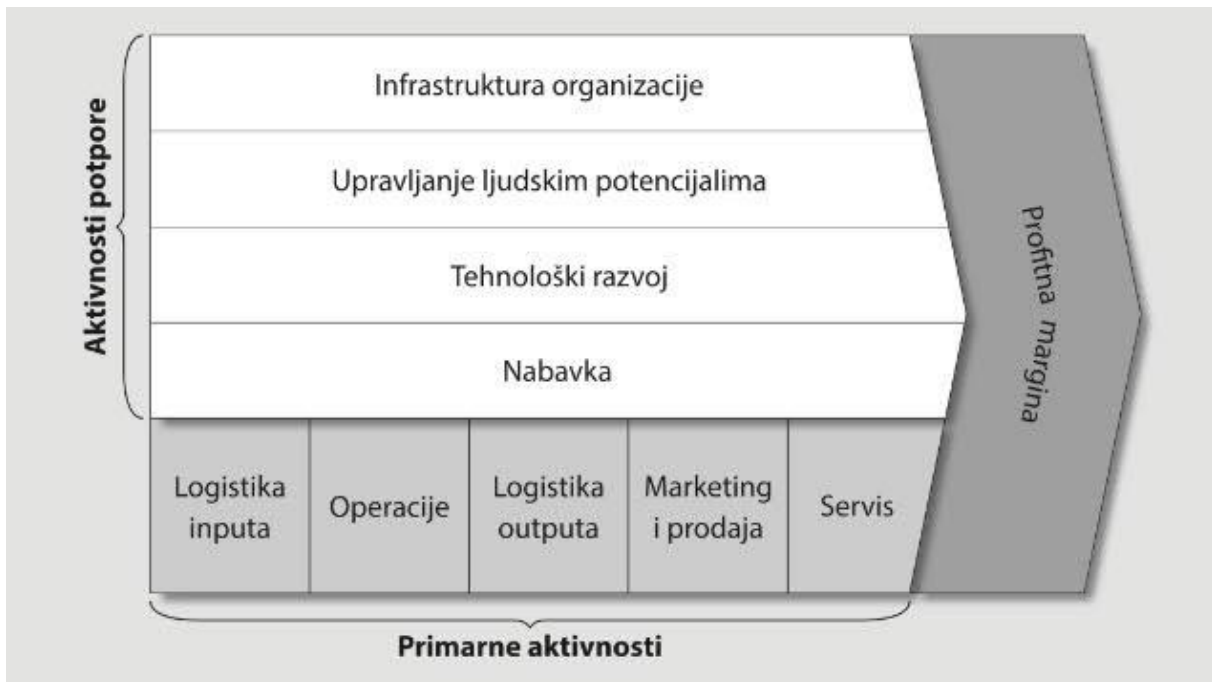 Aktivnosti potpore
Infrastruktura organizacije
Upravljanje ljudskim potencijalima
Tehnološki razvoj
Nabavka
Profitna margina
Logistika
inputa
Operacije
Logistika
outputa
Marketing
i prodaja
Servis
Primarne aktivnosti